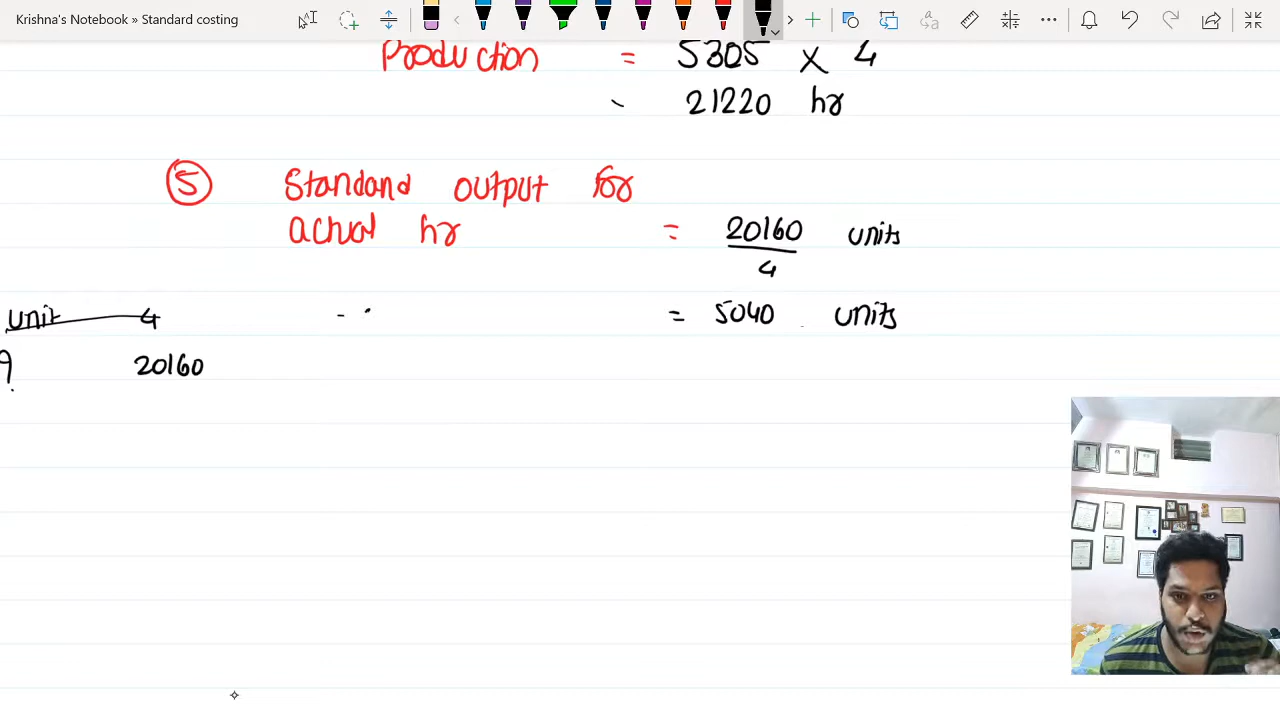 Krishna's Notebook » Standard costing
Production = 5305 X 4
21220 hr
5 Standard output for
actual hr = 20160 units
4
unit 4 = 5040 units
? 20160